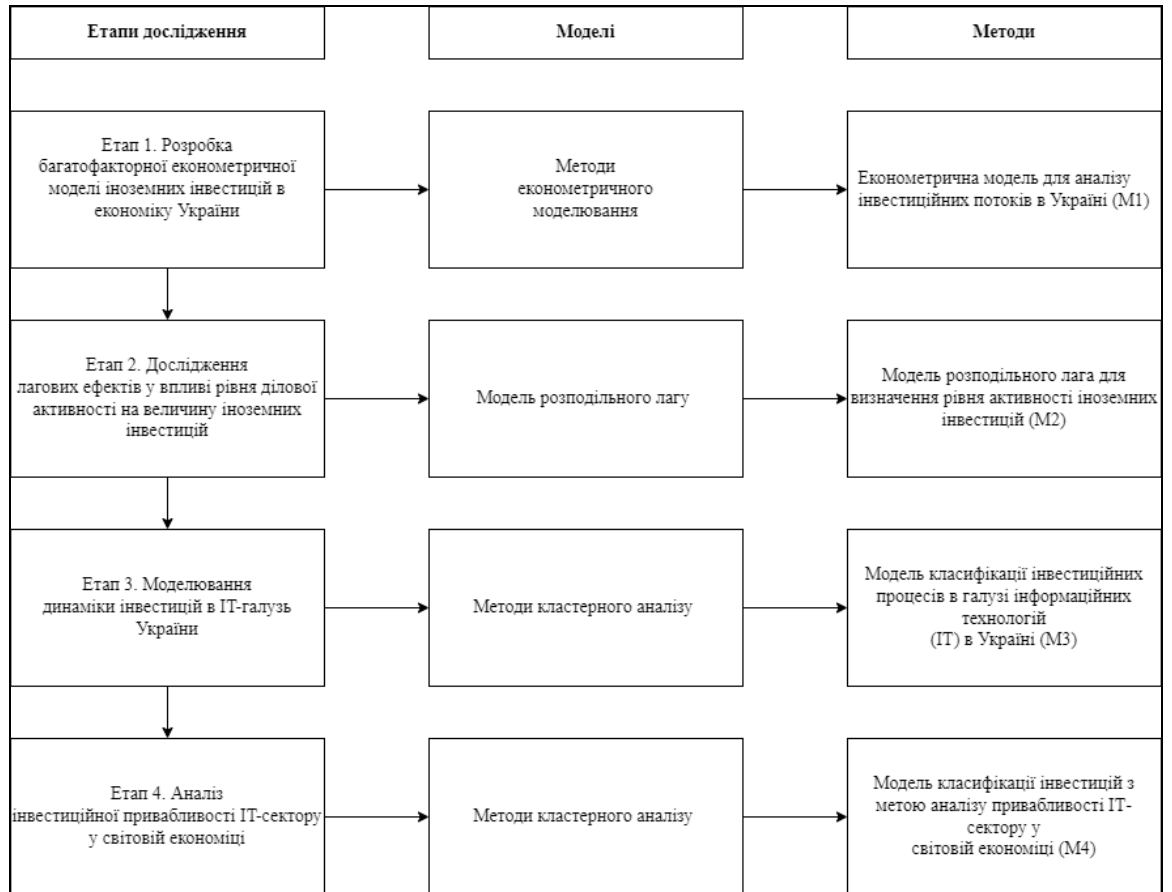 Етапи дослідження
Моделі
Методи
Етап 1. Розробка
багатофакторної економетричної
моделі іноземних інвестицій в
економіку України
Методи
економетричного
моделювання
Економетрична модель для аналізу
інвестиційних потоків в Україні (М1)
Етап 2. Дослідження
лагових ефектів у впливі рівня ділової
активності на величину іноземних
інвестицій
Модель розподільного лагу
Модель розподільного лага для
визначення рівня активності іноземних
інвестицій (М2)
Етап 3. Моделювання
динаміки інвестицій в ІТ-галузь
України
Методи кластерного аналізу
Модель класифікації інвестиційних
процесів в галузі інформаційних
технологій
(ІТ) в Україні (М3)
Етап 4. Аналіз
інвестиційної привабливості ІТ-сектору
у світовій економіці
Методи кластерного аналізу
Модель класифікації інвестицій з
метою аналізу привабливості ІТ-
сектору у
світовій економіці (М4)